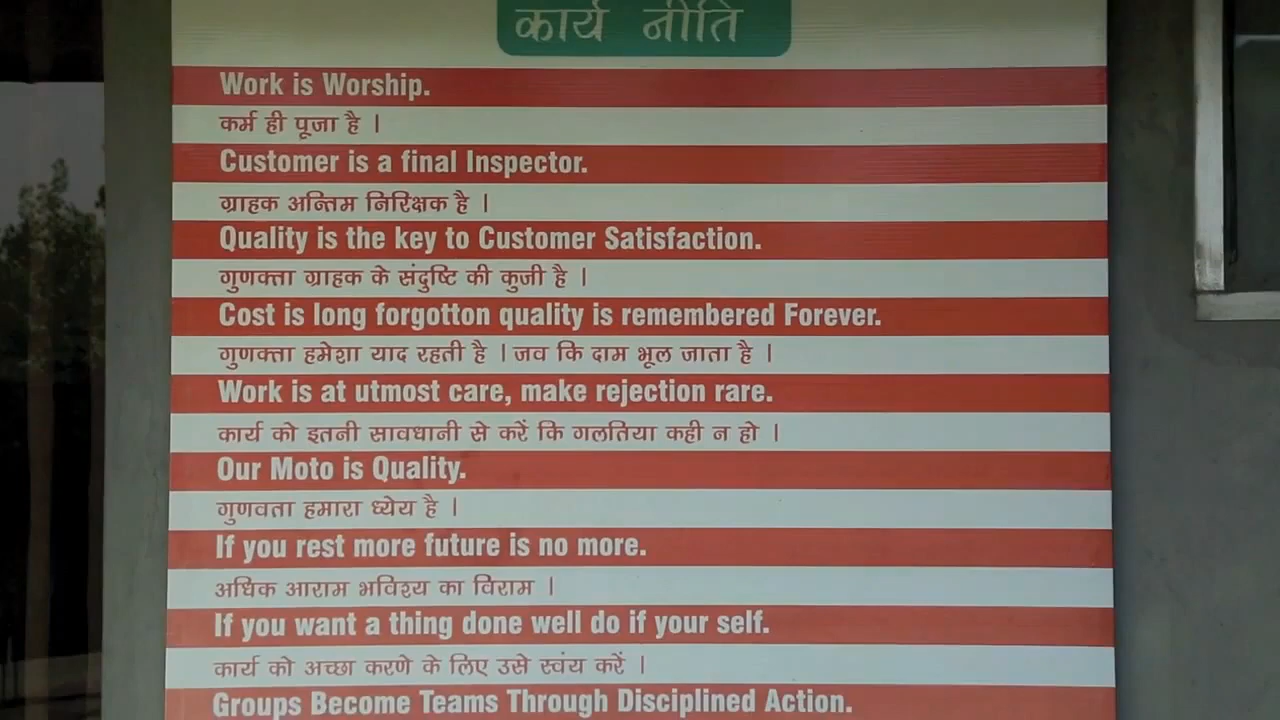 कार्य नीति
Work is Worship.
कर्म ही पूजा है ।
Customer is a final Inspector.
ग्राहक अन्तिम निरिक्षक है ।
Quality is the key to Customer Satisfaction.
गुणक्ता ग्राहक के संदुष्टि की कुजी है ।
Cost is long forgotton quality is remembered Forever.
गुणक्ता हमेशा याद रहती है । जव कि दाम भूल जाता है ।
Work is at utmost care, make rejection rare.
कार्य को इतनी सावधानी से करें कि गलतिया कही न हो ।
Our Moto is Quality.
गुणवता हमारा ध्येय है ।
If you rest more future is no more.
अधिक आराम भविश्य का विराम ।
If you want a thing done well do if your self.
कार्य को अच्छा करणे के लिए उसे स्वंय करें ।
Groups Become Teams Through Disciplined Action.